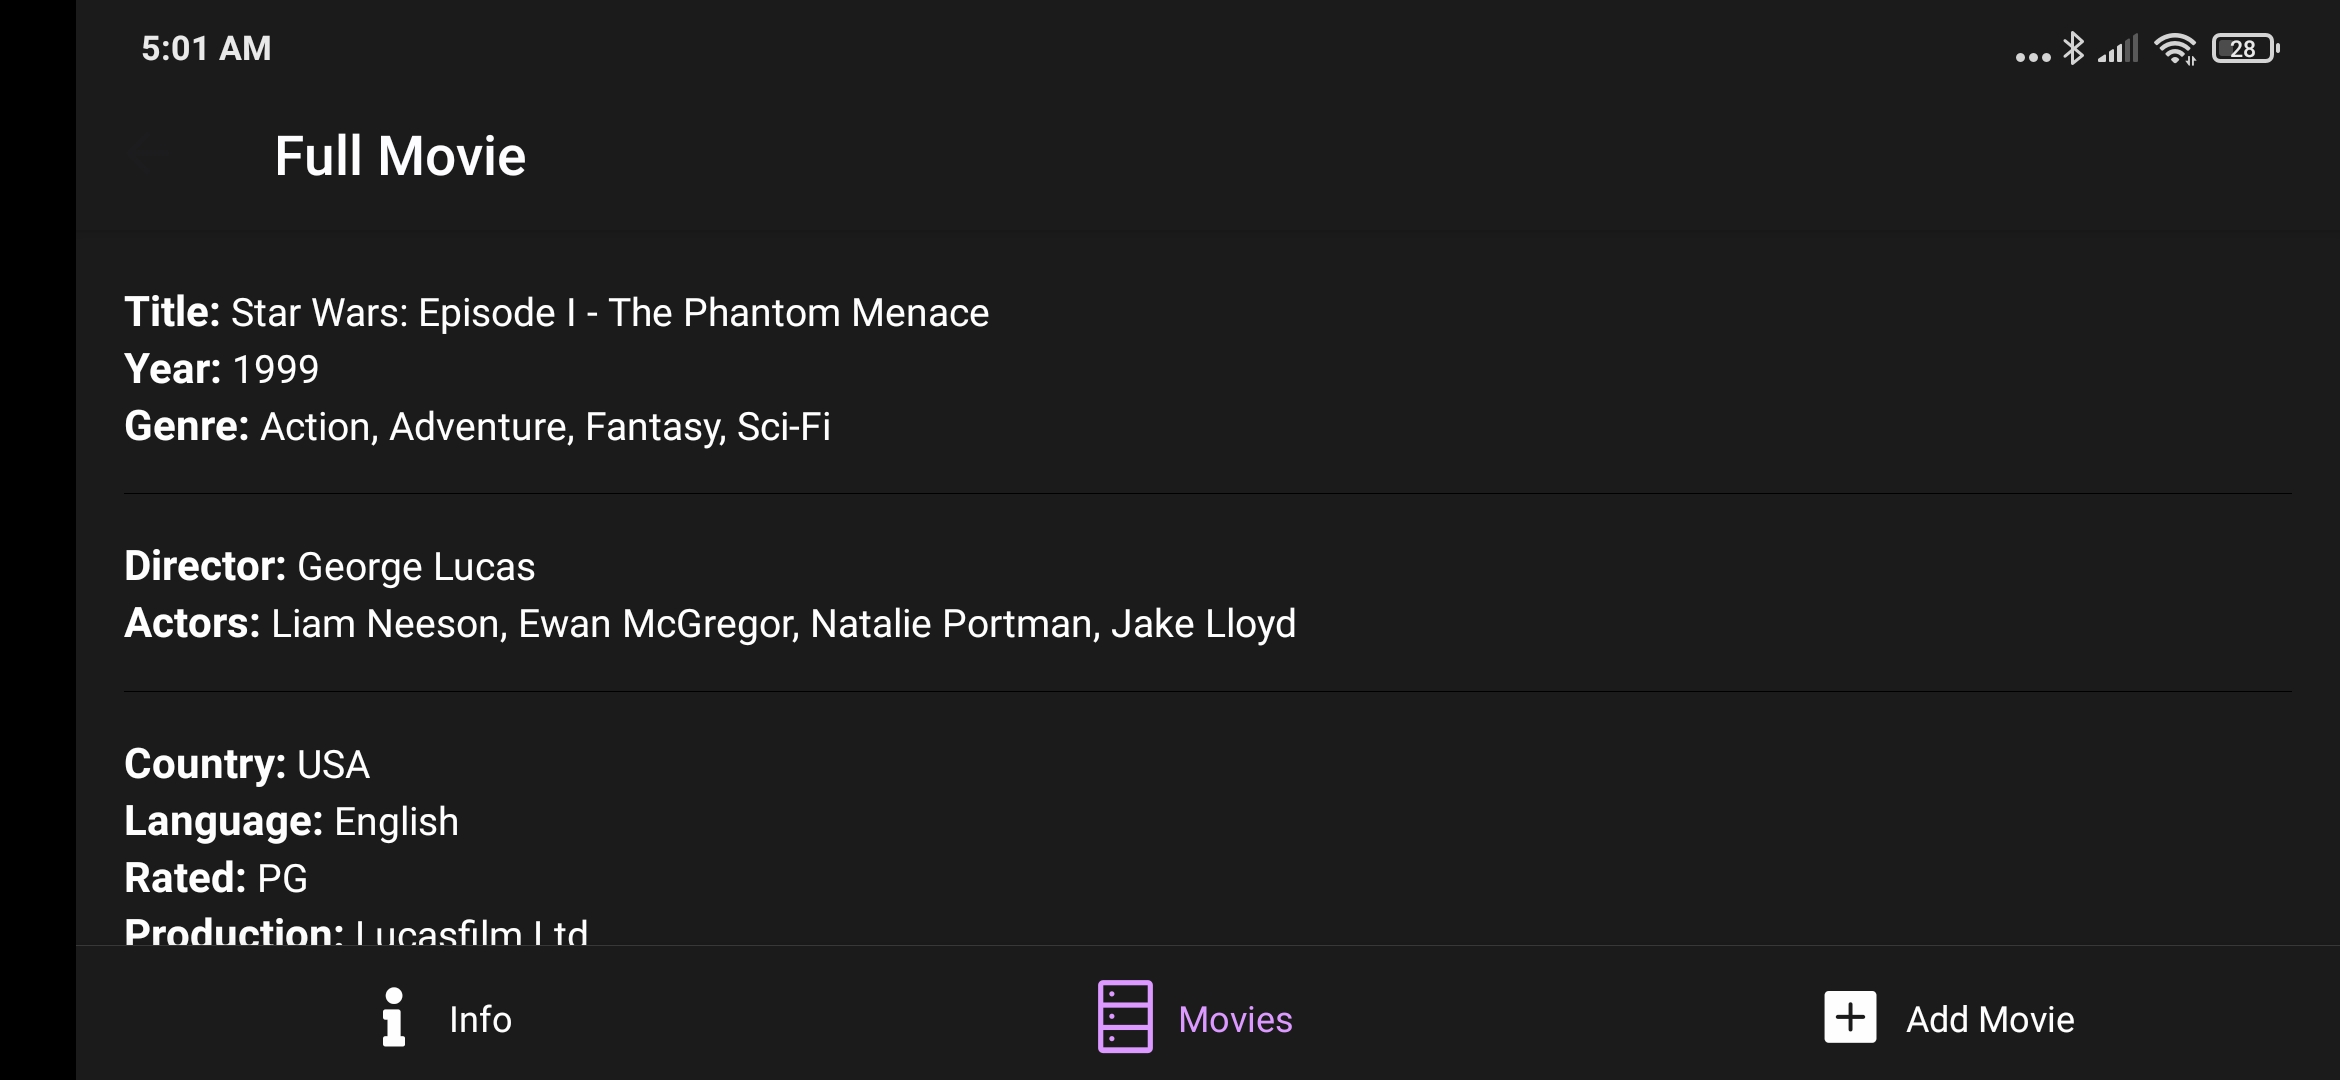 5:01 AM
28
Full Movie
Title: Star Wars: Episode I - The Phantom Menace
Year: 1999
Genre: Action, Adventure, Fantasy, Sci-Fi
Director: George Lucas
Actors: Liam Neeson, Ewan McGregor, Natalie Portman, Jake Lloyd
Country: USA
Language: English
Rated: PG
Production: Lucasfilm Ltd
Info
Movies
Add Movie